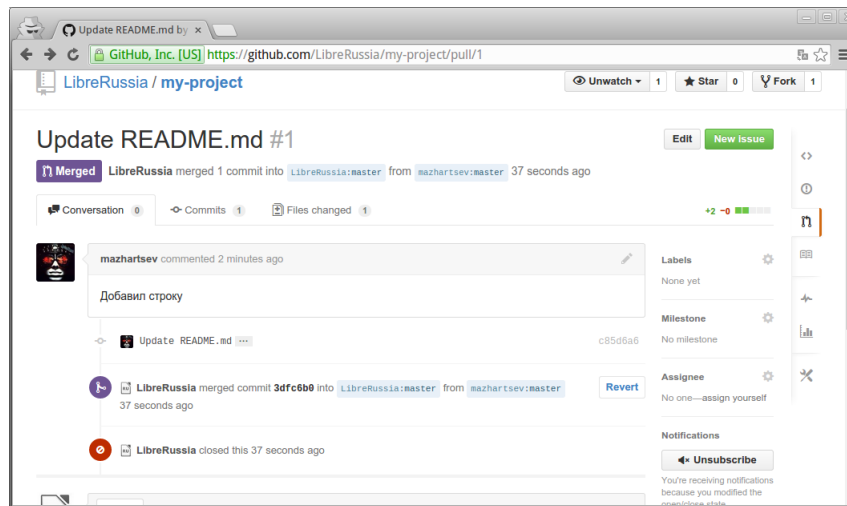 Update README.md by
GitHub, Inc. [US] https://github.com/LibreRussia/my-project/pull/1
LibreRussia / my-project
Unwatch 1 Star 0 Fork 1
Update README.md #1
Edit New issue
Merged LibreRussia merged 1 commit into LibreRussia:master from mazhartsev:master 37 seconds ago
Conversation 0 Commits 1 Files changed 1
+2 −0
mazhartsev commented 2 minutes ago
Добавил строку
Update README.md ... c85d6a6
LibreRussia merged commit 3dfc6b0 into LibreRussia:master from mazhartsev:master
37 seconds ago
Revert
LibreRussia closed this 37 seconds ago
Labels
None yet
Milestone
No milestone
Assignee
No one—assign yourself
Notifications
Unsubscribe
You're receiving notifications
because you modified the
open/close state.